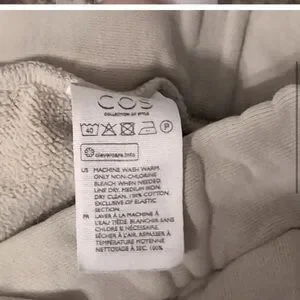 COS
COLLECTION OF STYLE
40 P
clevercare.info
US MACHINE WASH WARM.
ONLY NON-CHLORINE
BLEACH WHEN NEEDED.
LINE DRY. MEDIUM IRON.
DRY CLEAN. 100% COTTON.
EXCLUSIVE OF ELASTIC
SECTION.
FR LAVER À LA MACHINE À
L'EAU TIÈDE. BLANCHIR SANS
CHLORE SI NÉCESSAIRE.
SÉCHER À L'AIR. REPASSER À
TEMPÉRATURE MOYENNE.
NETTOYAGE À SEC. 100%